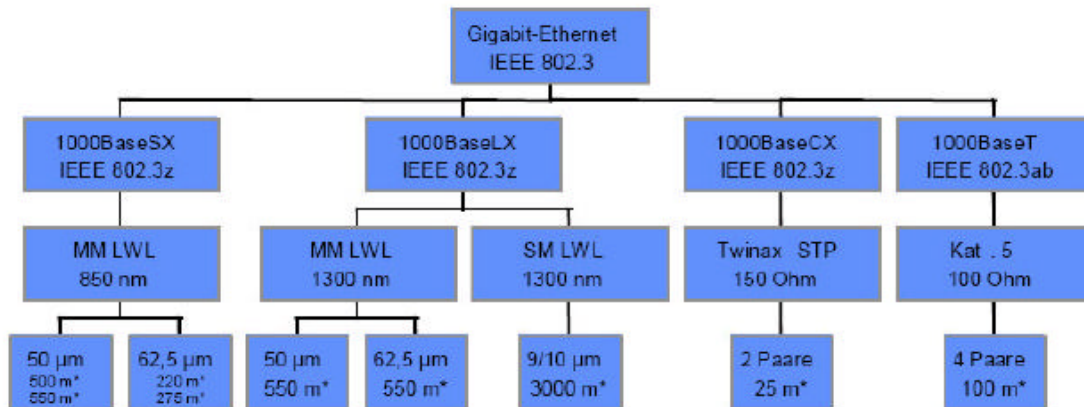 Gigabit-Ethernet
IEEE 802.3
1000BaseSX
IEEE 802.3z
1000BaseLX
IEEE 802.3z
1000BaseCX
IEEE 802.3z
1000BaseT
IEEE 802.3ab
MM LWL
850 nm
MM LWL
1300 nm
SM LWL
1300 nm
Twinax STP
150 Ohm
Kat . 5
100 Ohm
50 µm
500 m*
550 m*
62,5 µm
220 m*
275 m*
50 µm
550 m*
62,5 µm
550 m*
9/10 µm
3000 m*
2 Paare
25 m*
4 Paare
100 m*